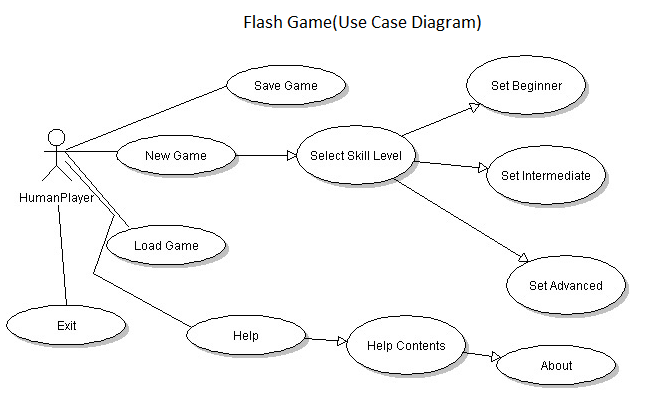 Flash Game(Use Case Diagram)
Save Game
Set Beginner
New Game
Select Skill Level
Set Intermediate
HumanPlayer
Load Game
Set Advanced
Exit
Help
Help Contents
About